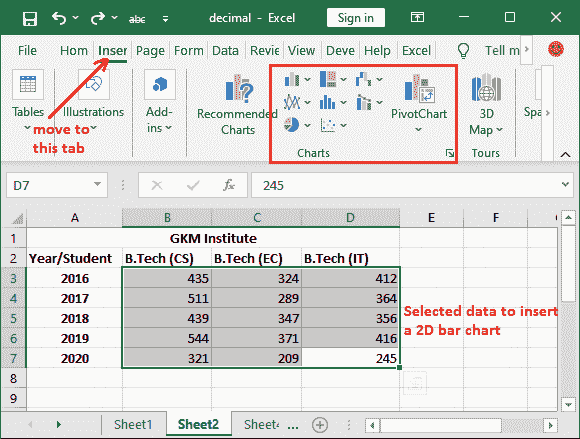 abc decimal - Excel Sign in
File Hom Inser Page Form Data Revie View Deve Help Excel Tell m
Tables Illustrations Add-ins Recommended Charts PivotChart 3D Map Spa
move to this tab
Charts Tours
D7 fx 245
A B C D E F
1 GKM Institute
2 Year/Student B.Tech (CS) B.Tech (EC) B.Tech (IT)
3 2016 435 324 412
4 2017 511 289 364
5 2018 439 347 356
6 2019 544 371 416
7 2020 321 209 245
8
9
Selected data to insert
a 2D bar chart
Sheet1 Sheet2 Sheet4 ...